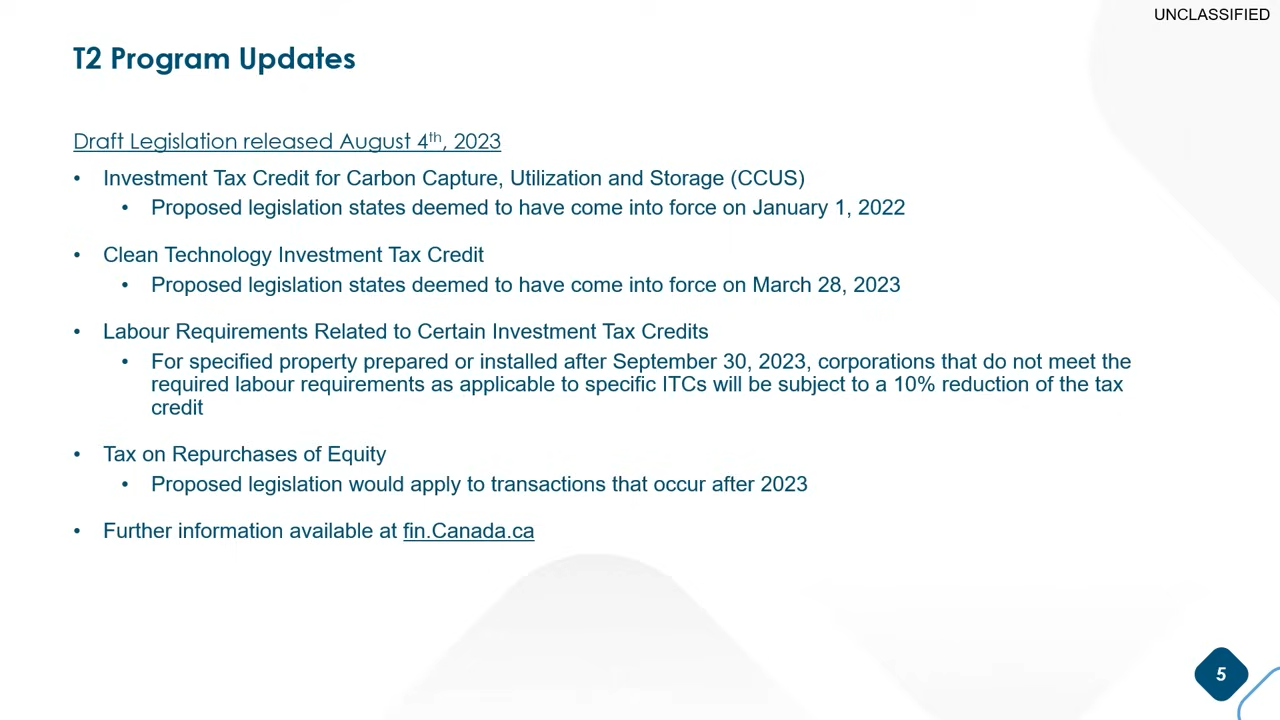 UNCLASSIFIED
T2 Program Updates
Draft Legislation released August 4th, 2023
• Investment Tax Credit for Carbon Capture, Utilization and Storage (CCUS)
• Proposed legislation states deemed to have come into force on January 1, 2022
• Clean Technology Investment Tax Credit
• Proposed legislation states deemed to have come into force on March 28, 2023
• Labour Requirements Related to Certain Investment Tax Credits
• For specified property prepared or installed after September 30, 2023, corporations that do not meet the
required labour requirements as applicable to specific ITCs will be subject to a 10% reduction of the tax
credit
• Tax on Repurchases of Equity
• Proposed legislation would apply to transactions that occur after 2023
• Further information available at fin.Canada.ca
5